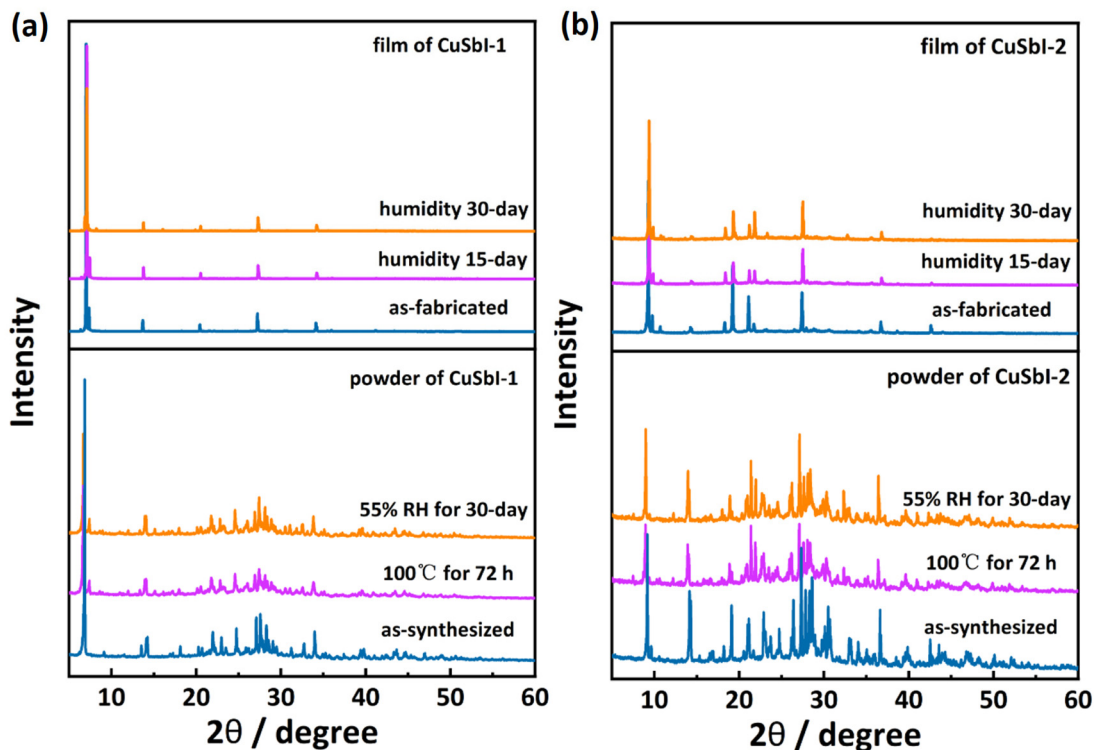 (a)
film of CuSbI-1
humidity 30-day
humidity 15-day
as-fabricated
powder of CuSbI-1
55% RH for 30-day
100℃ for 72 h
as-synthesized
Intensity
10 20 30 40 50 60
2θ / degree
(b)
film of CuSbI-2
humidity 30-day
humidity 15-day
as-fabricated
powder of CuSbI-2
55% RH for 30-day
100℃ for 72 h
as-synthesized
Intensity
10 20 30 40 50 60
2θ / degree